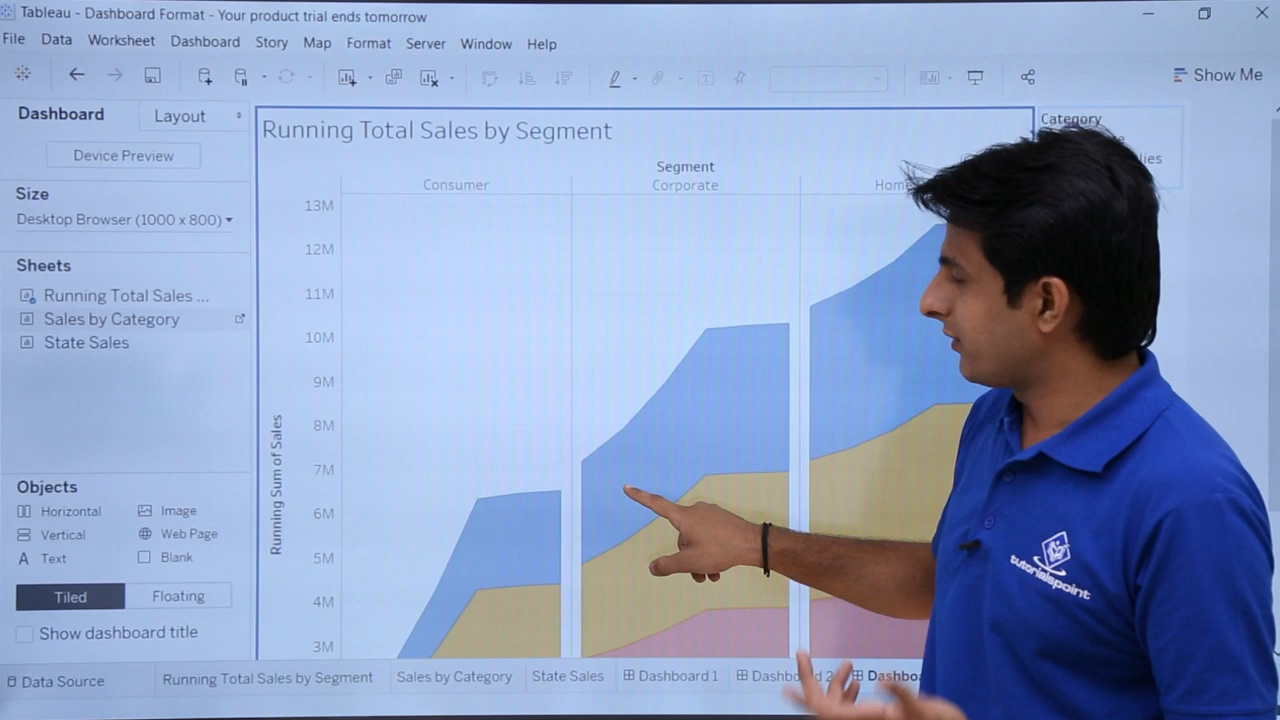 Tableau - Dashboard Format - Your product trial ends tomorrow
File Data Worksheet Dashboard Story Map Format Server Window Help
Show Me
Dashboard Layout
Device Preview
Size
Desktop Browser (1000 x 800)
Sheets
Running Total Sales ...
Sales by Category
State Sales
Objects
Horizontal Image
Vertical Web Page
A Text Blank
Tiled Floating
Show dashboard title
Running Total Sales by Segment
Segment
Consumer Corporate Home
13M
12M
11M
10M
9M
8M
7M
6M
5M
4M
3M
Running Sum of Sales
Category
tutorialspoint
Data Source Running Total Sales by Segment Sales by Category State Sales Dashboard 1